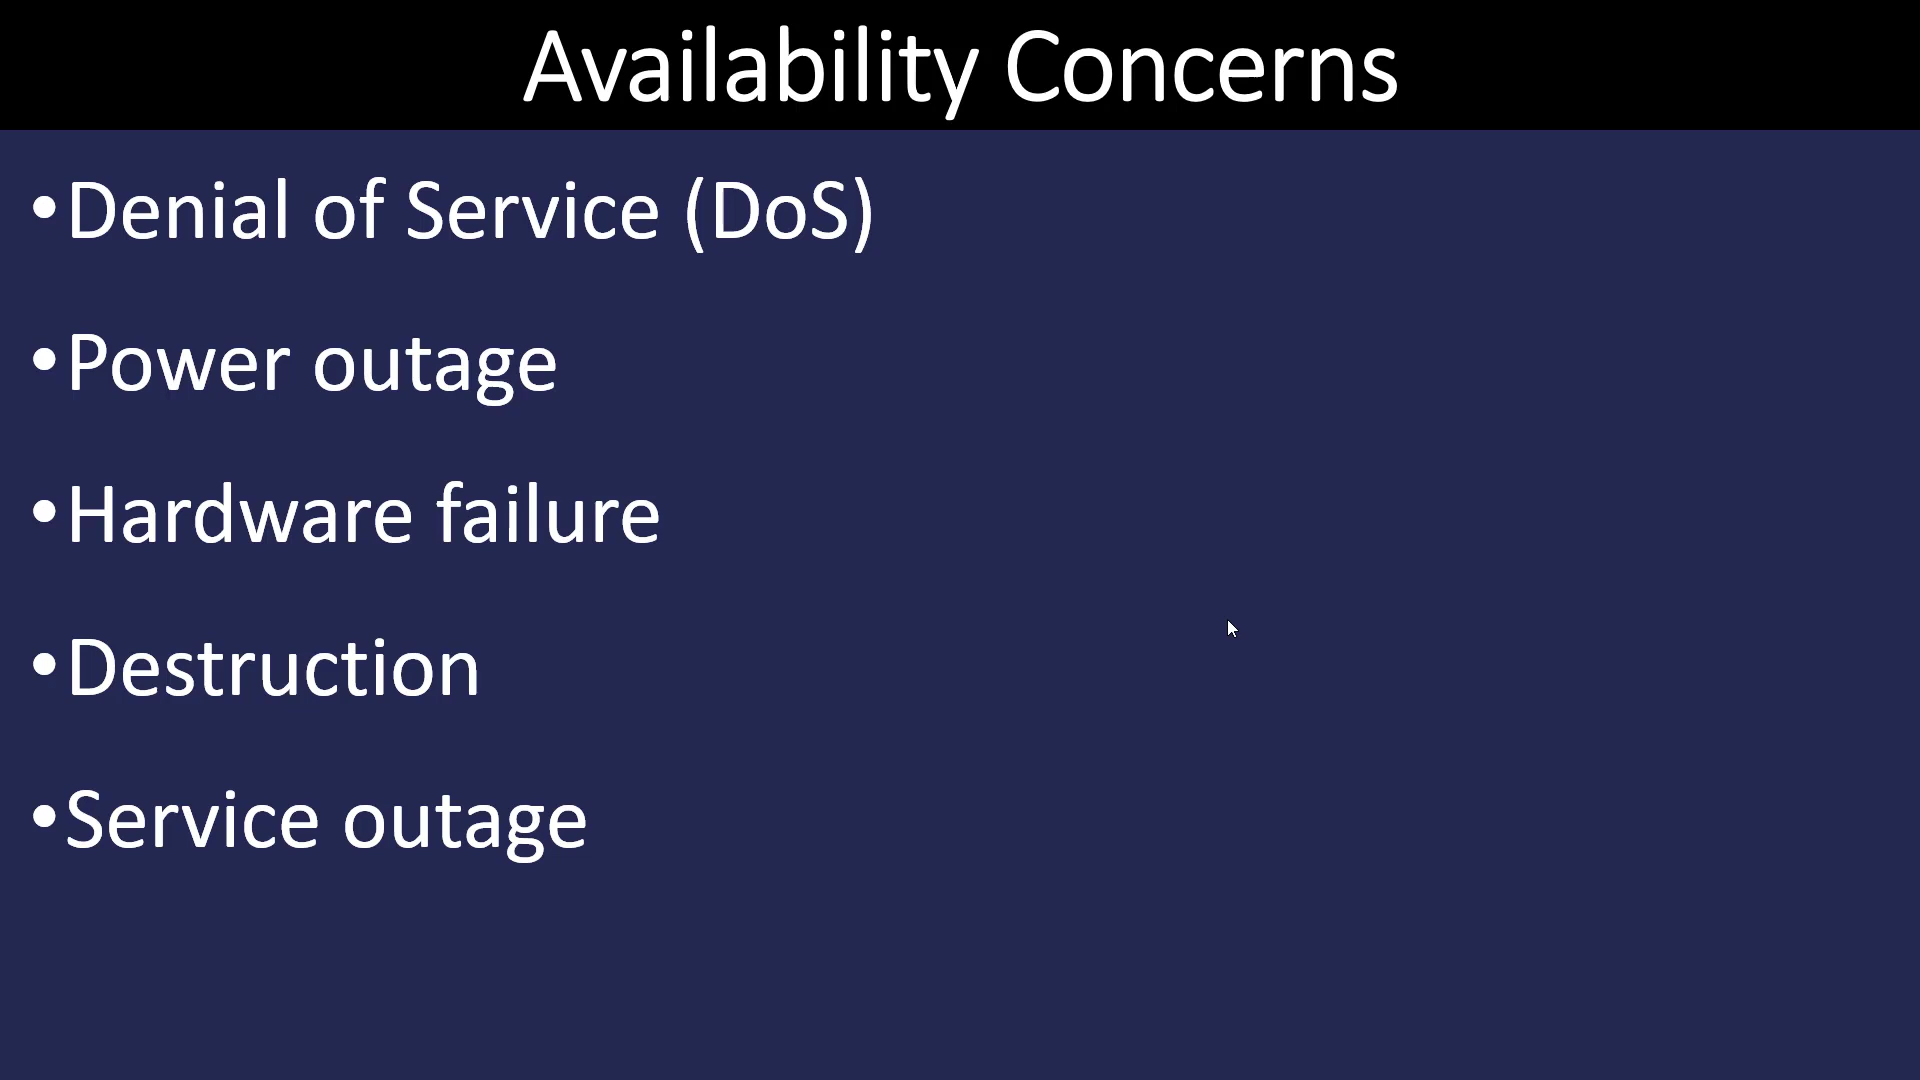 Availability Concerns
•Denial of Service (DoS)
•Power outage
•Hardware failure
•Destruction
•Service outage